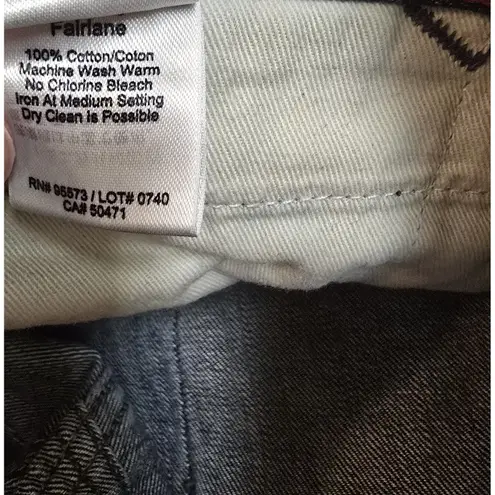 Fairlane
100% Cotton/Coton
Machine Wash Warm
No Chlorine Bleach
Iron At Medium Setting
Dry Clean Is Possible
RN# 95573 / LOT# 0740
CA# 50471